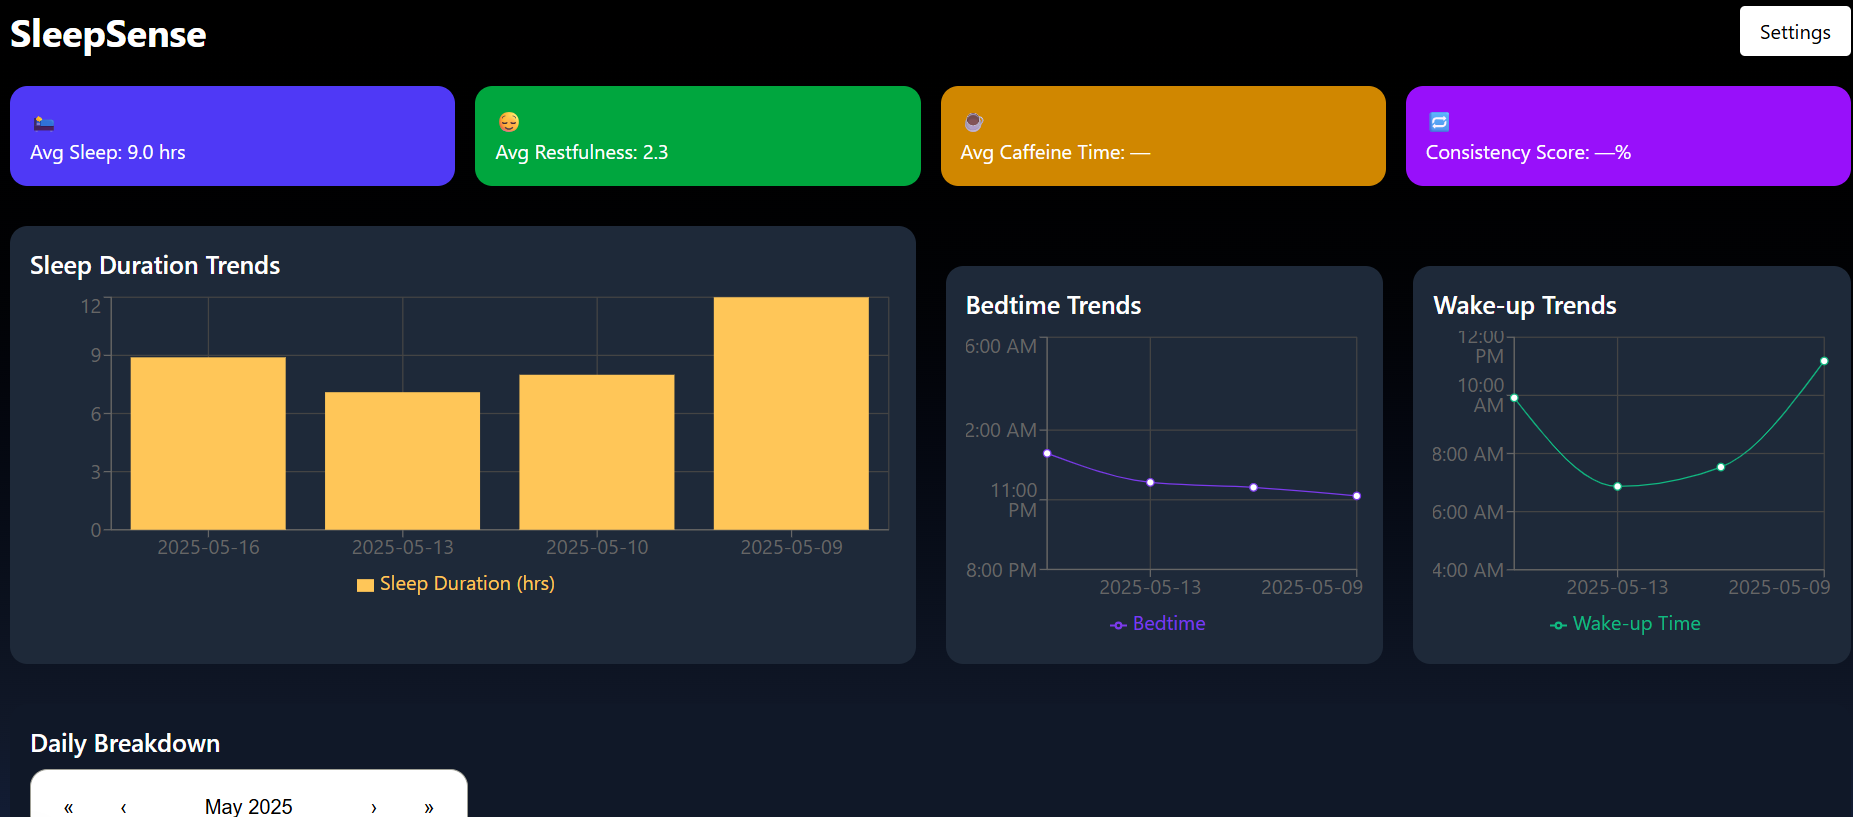 SleepSense
Settings
Avg Sleep: 9.0 hrs
Avg Restfulness: 2.3
Avg Caffeine Time: —
Consistency Score: —%
Sleep Duration Trends
12
9
6
3
0
2025-05-16
2025-05-13
2025-05-10
2025-05-09
Sleep Duration (hrs)
Bedtime Trends
6:00 AM
2:00 AM
11:00
PM
8:00 PM
2025-05-13
2025-05-09
Bedtime
Wake-up Trends
12:00
PM
10:00
AM
8:00 AM
6:00 AM
4:00 AM
2025-05-13
2025-05-09
Wake-up Time
Daily Breakdown
« ‹ May 2025 › »